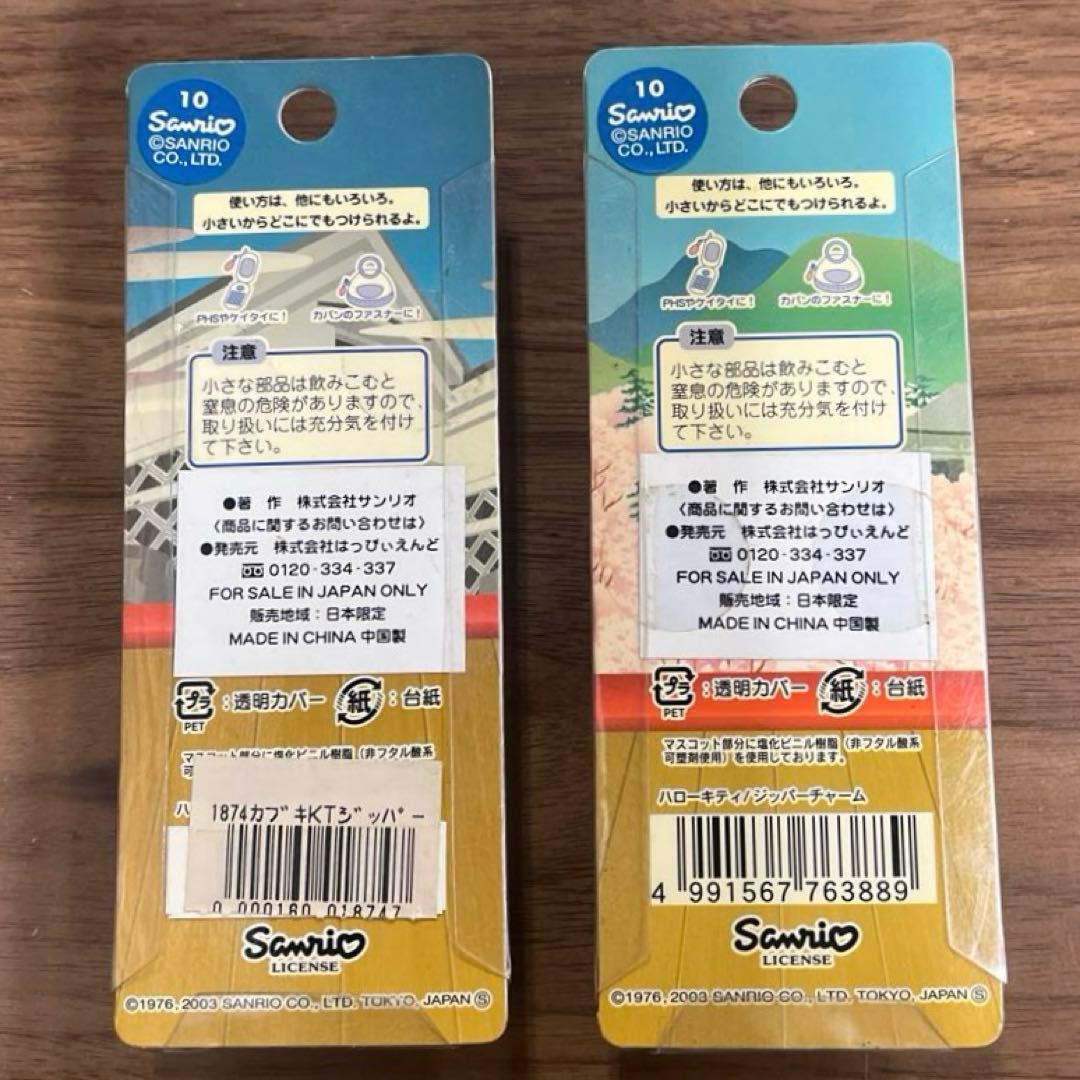 10
Sanrio
©SANRIO
CO., LTD.
使い方は、他にもいろいろ。
小さいからどこにでもつけられるよ。
PHSやケイタイに!
カバンのファスナーに!
注意
小さな部品は飲みこむと
窒息の危険がありますので、
取り扱いには充分気を付け
て下さい。
●著 作 株式会社サンリオ
〈商品に関するお問い合わせは〉
●発売元 株式会社はっぴぃえんど
0120-334-337
FOR SALE IN JAPAN ONLY
販売地域:日本限定
MADE IN CHINA 中国製
プラ
PET
:透明カバー
紙
:台紙
マスコット部分に塩化ビニル樹脂(非フタル酸系
可
ハ
1874カブキKTジッパー
0 000160 018747
Sanrio
LICENSE
©1976, 2003 SANRIO CO., LTD. TOKYO, JAPAN Ⓢ
10
Sanrio
©SANRIO
CO., LTD.
使い方は、他にもいろいろ。
小さいからどこにでもつけられるよ。
PHSやケイタイに!
カバンのファスナーに!
注意
小さな部品は飲みこむと
窒息の危険がありますので、
取り扱いには充分気を付け
て下さい。
●著 作 株式会社サンリオ
〈商品に関するお問い合わせは〉
●発売元 株式会社はっぴぃえんど
0120-334-337
FOR SALE IN JAPAN ONLY
販売地域:日本限定
MADE IN CHINA 中国製
プラ
PET
:透明カバー
紙
:台紙
マスコット部分に塩化ビニル樹脂(非フタル酸系
可塑剤使用)を使用しております。
ハローキティ/ジッパーチャーム
4 991567 763889
Sanrio
LICENSE
©1976, 2003 SANRIO CO., LTD. TOKYO, JAPAN Ⓢ